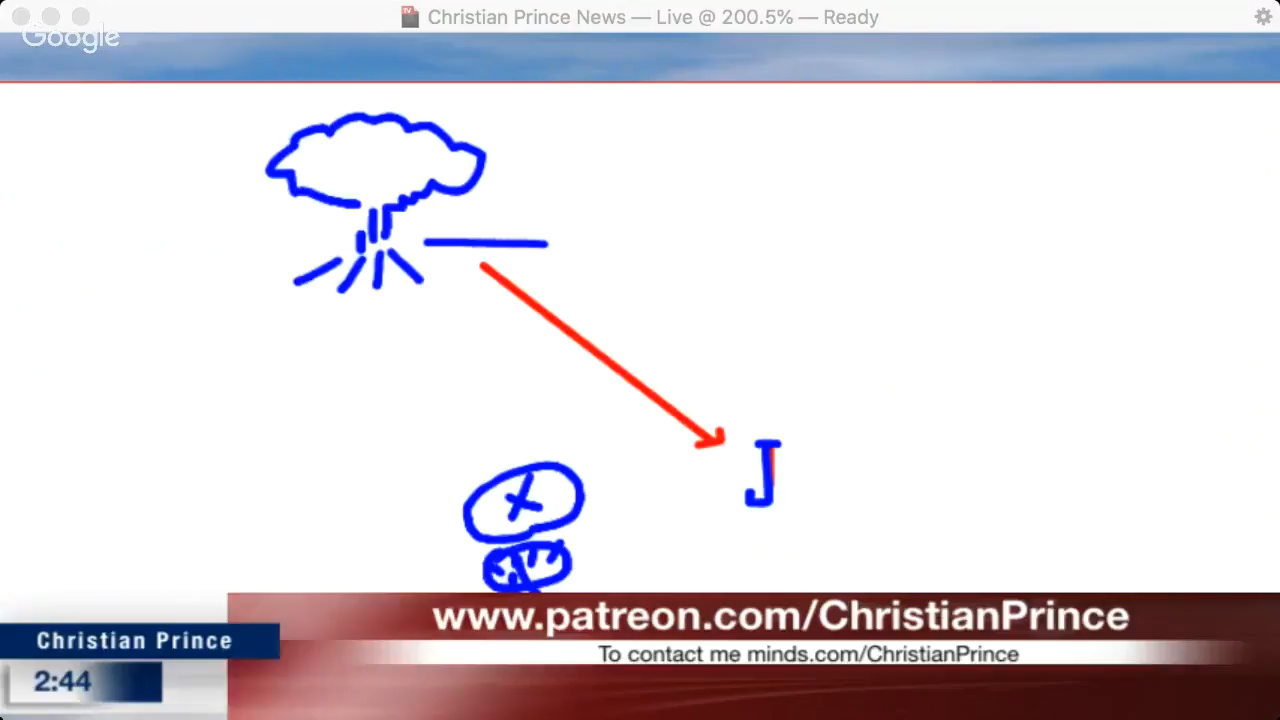 Christian Prince News — Live @ 200.5% — Ready
Google
X
J
www.patreon.com/ChristianPrince
To contact me minds.com/ChristianPrince
Christian Prince
2:44